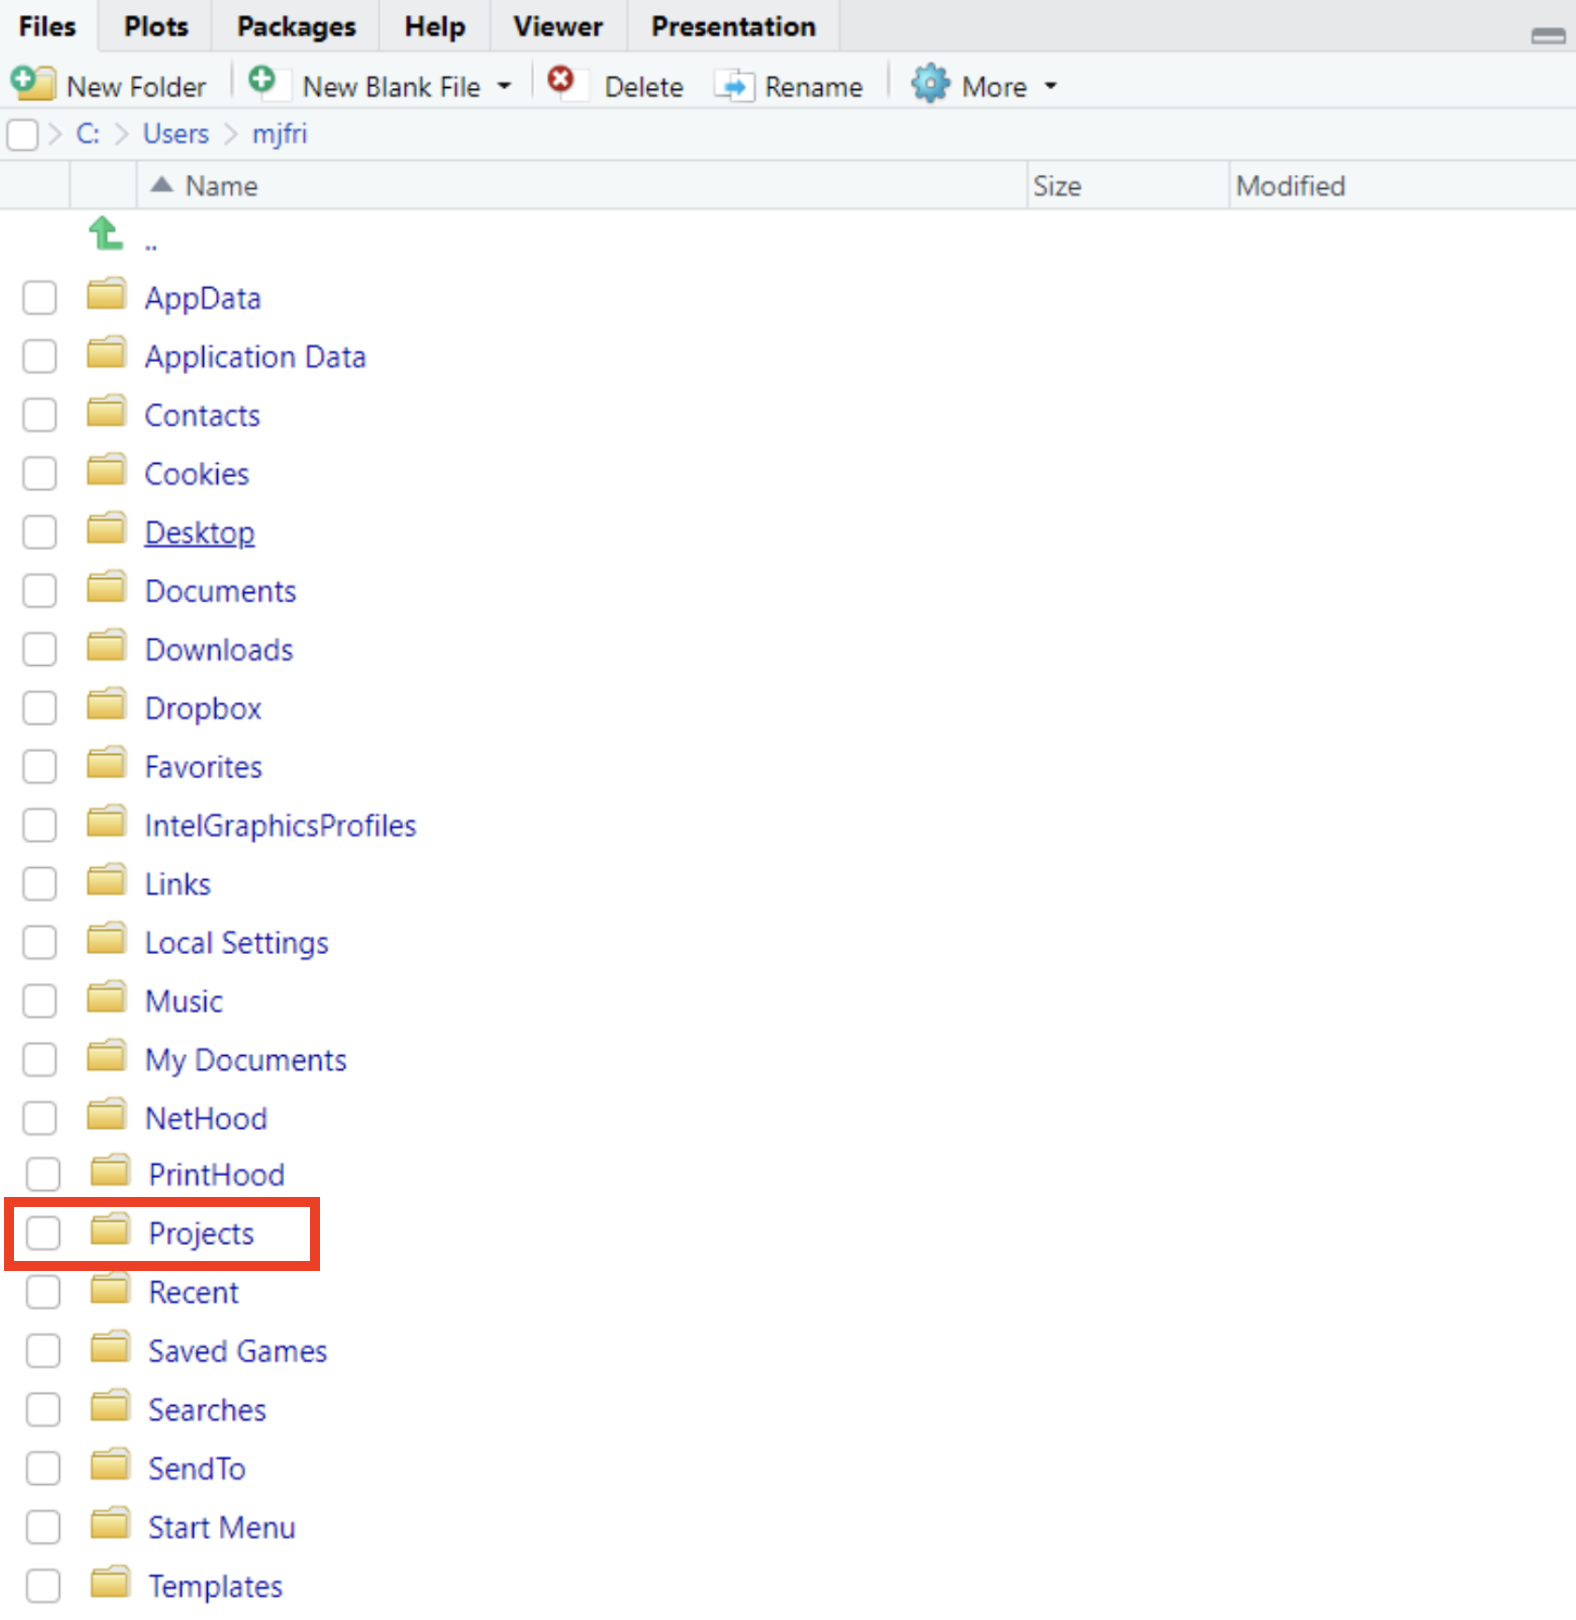 Files Plots Packages Help Viewer Presentation
New Folder New Blank File Delete Rename More
C: Users mjfri
Name Size Modified
..
AppData
Application Data
Contacts
Cookies
Desktop
Documents
Downloads
Dropbox
Favorites
IntelGraphicsProfiles
Links
Local Settings
Music
My Documents
NetHood
PrintHood
Projects
Recent
Saved Games
Searches
SendTo
Start Menu
Templates